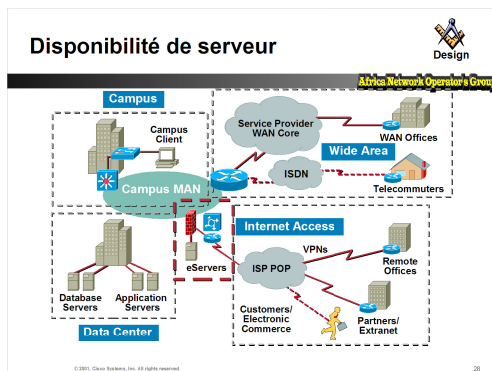 Disponibilité de serveur
Design
Africa Network Operator's Grou
Campus
Campus
Client
Campus MAN
Service Provider
WAN Core
WAN Offices
Wide Area
ISDN
Telecommuters
Internet Access
eServers
VPNs
ISP POP
Remote
Offices
Database
Servers
Application
Servers
Data Center
Customers/
Electronic
Commerce
Partners/
Extranet
© 2001, Cisco Systems, Inc. All rights reserved.
28